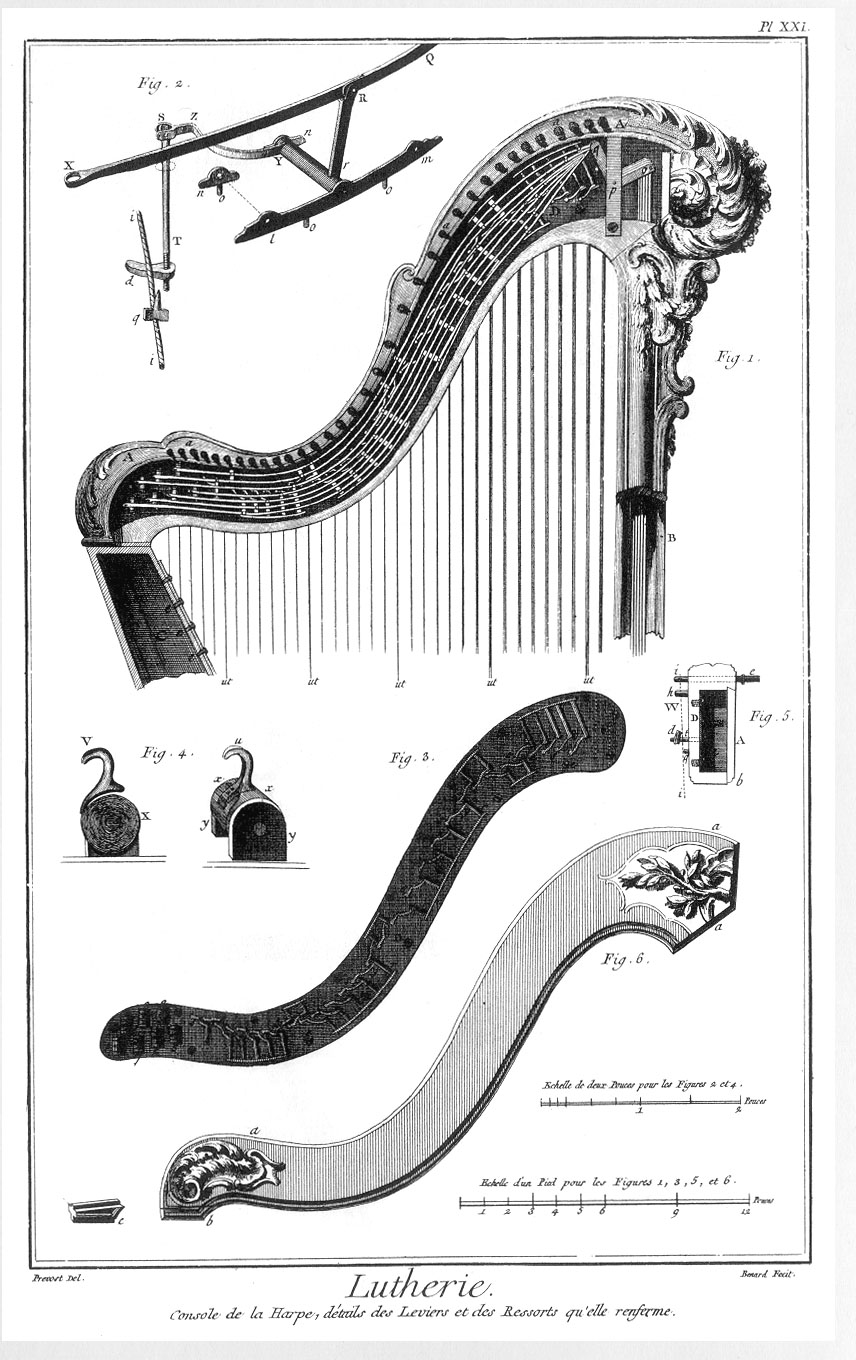 Pl XXI.
Q
Fig. 2.
R
S Z
n
Y
X
r
m
n
o
o
l
o
i
T
d
q
i
a
A
p
D
Fig. 1.
a
A
B
C
ut
ut
ut
ut
ut
i e
h
W
D
Fig. 5.
d
A
g
b
i
V
Fig. 4.
u
x
x
X
y
y
Fig. 3.
a
a
Fig. 6.
Echelle de deux Pouces pour les Figures 2 et 4.
1 2 Pouces
a
b
c
Echelle d'un Pied pour les Figures 1, 3, 5, et 6.
1 2 3 4 5 6 9 12 Pouces
Prevost Del.
Benard Fecit.
Lutherie.
Console de la Harpe, détails des Leviers et des Ressorts qu'elle renferme.